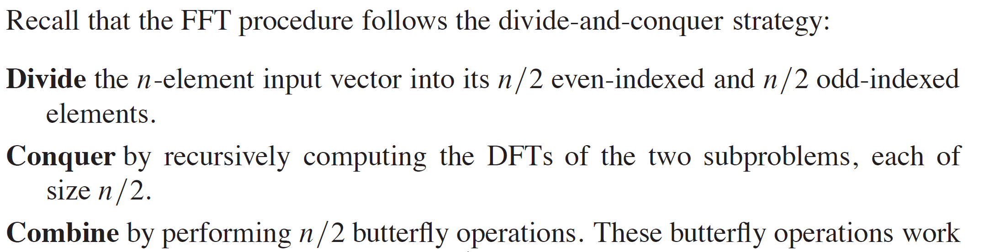 Recall that the FFT procedure follows the divide-and-conquer strategy:
Divide the n-element input vector into its n/2 even-indexed and n/2 odd-indexed
elements.
Conquer by recursively computing the DFTs of the two subproblems, each of
size n/2.
Combine by performing n/2 butterfly operations. These butterfly operations work